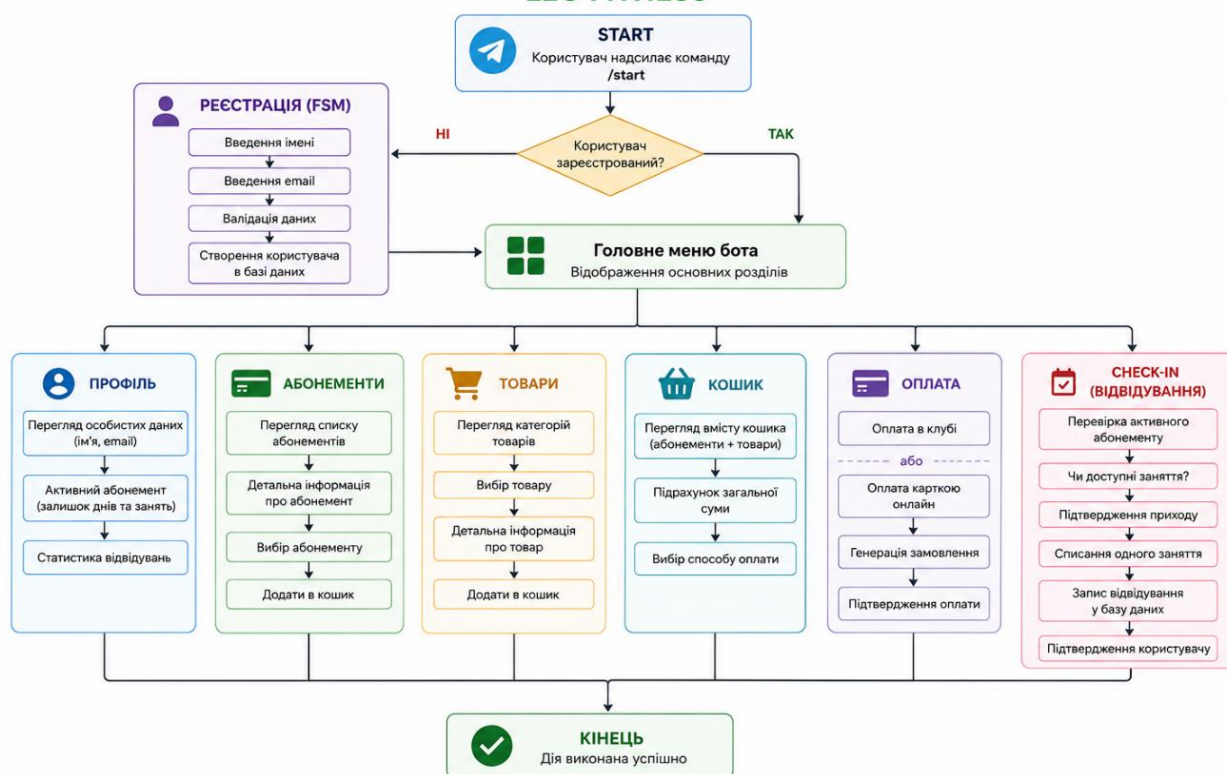 START
Користувач надсилає команду
/start
РЕЄСТРАЦІЯ (FSM)
Введення імені
Введення email
Валідація даних
Створення користувача
в базі даних
НІ
Користувач
зареєстрований?
ТАК
Головне меню бота
Відображення основних розділів
ПРОФІЛЬ
Перегляд особистих даних
(ім'я, email)
Активний абонемент
(залишок днів та занять)
Статистика відвідувань
АБОНЕМЕНТИ
Перегляд списку
абонементів
Детальна інформація
про абонемент
Вибір абонементу
Додати в кошик
ТОВАРИ
Перегляд категорій
товарів
Вибір товару
Детальна інформація
про товар
Додати в кошик
КОШИК
Перегляд вмісту кошика
(абонементи + товари)
Підрахунок загальної
суми
Вибір способу оплати
ОПЛАТА
Оплата в клубі
або
Оплата карткою
онлайн
Генерація замовлення
Підтвердження оплати
CHECK-IN
(ВІДВІДУВАННЯ)
Перевірка активного
абонементу
Чи доступні заняття?
Підтвердження приходу
Списання одного заняття
Запис відвідування
у базу даних
Підтвердження користувачу
КІНЕЦЬ
Дія виконана успішно